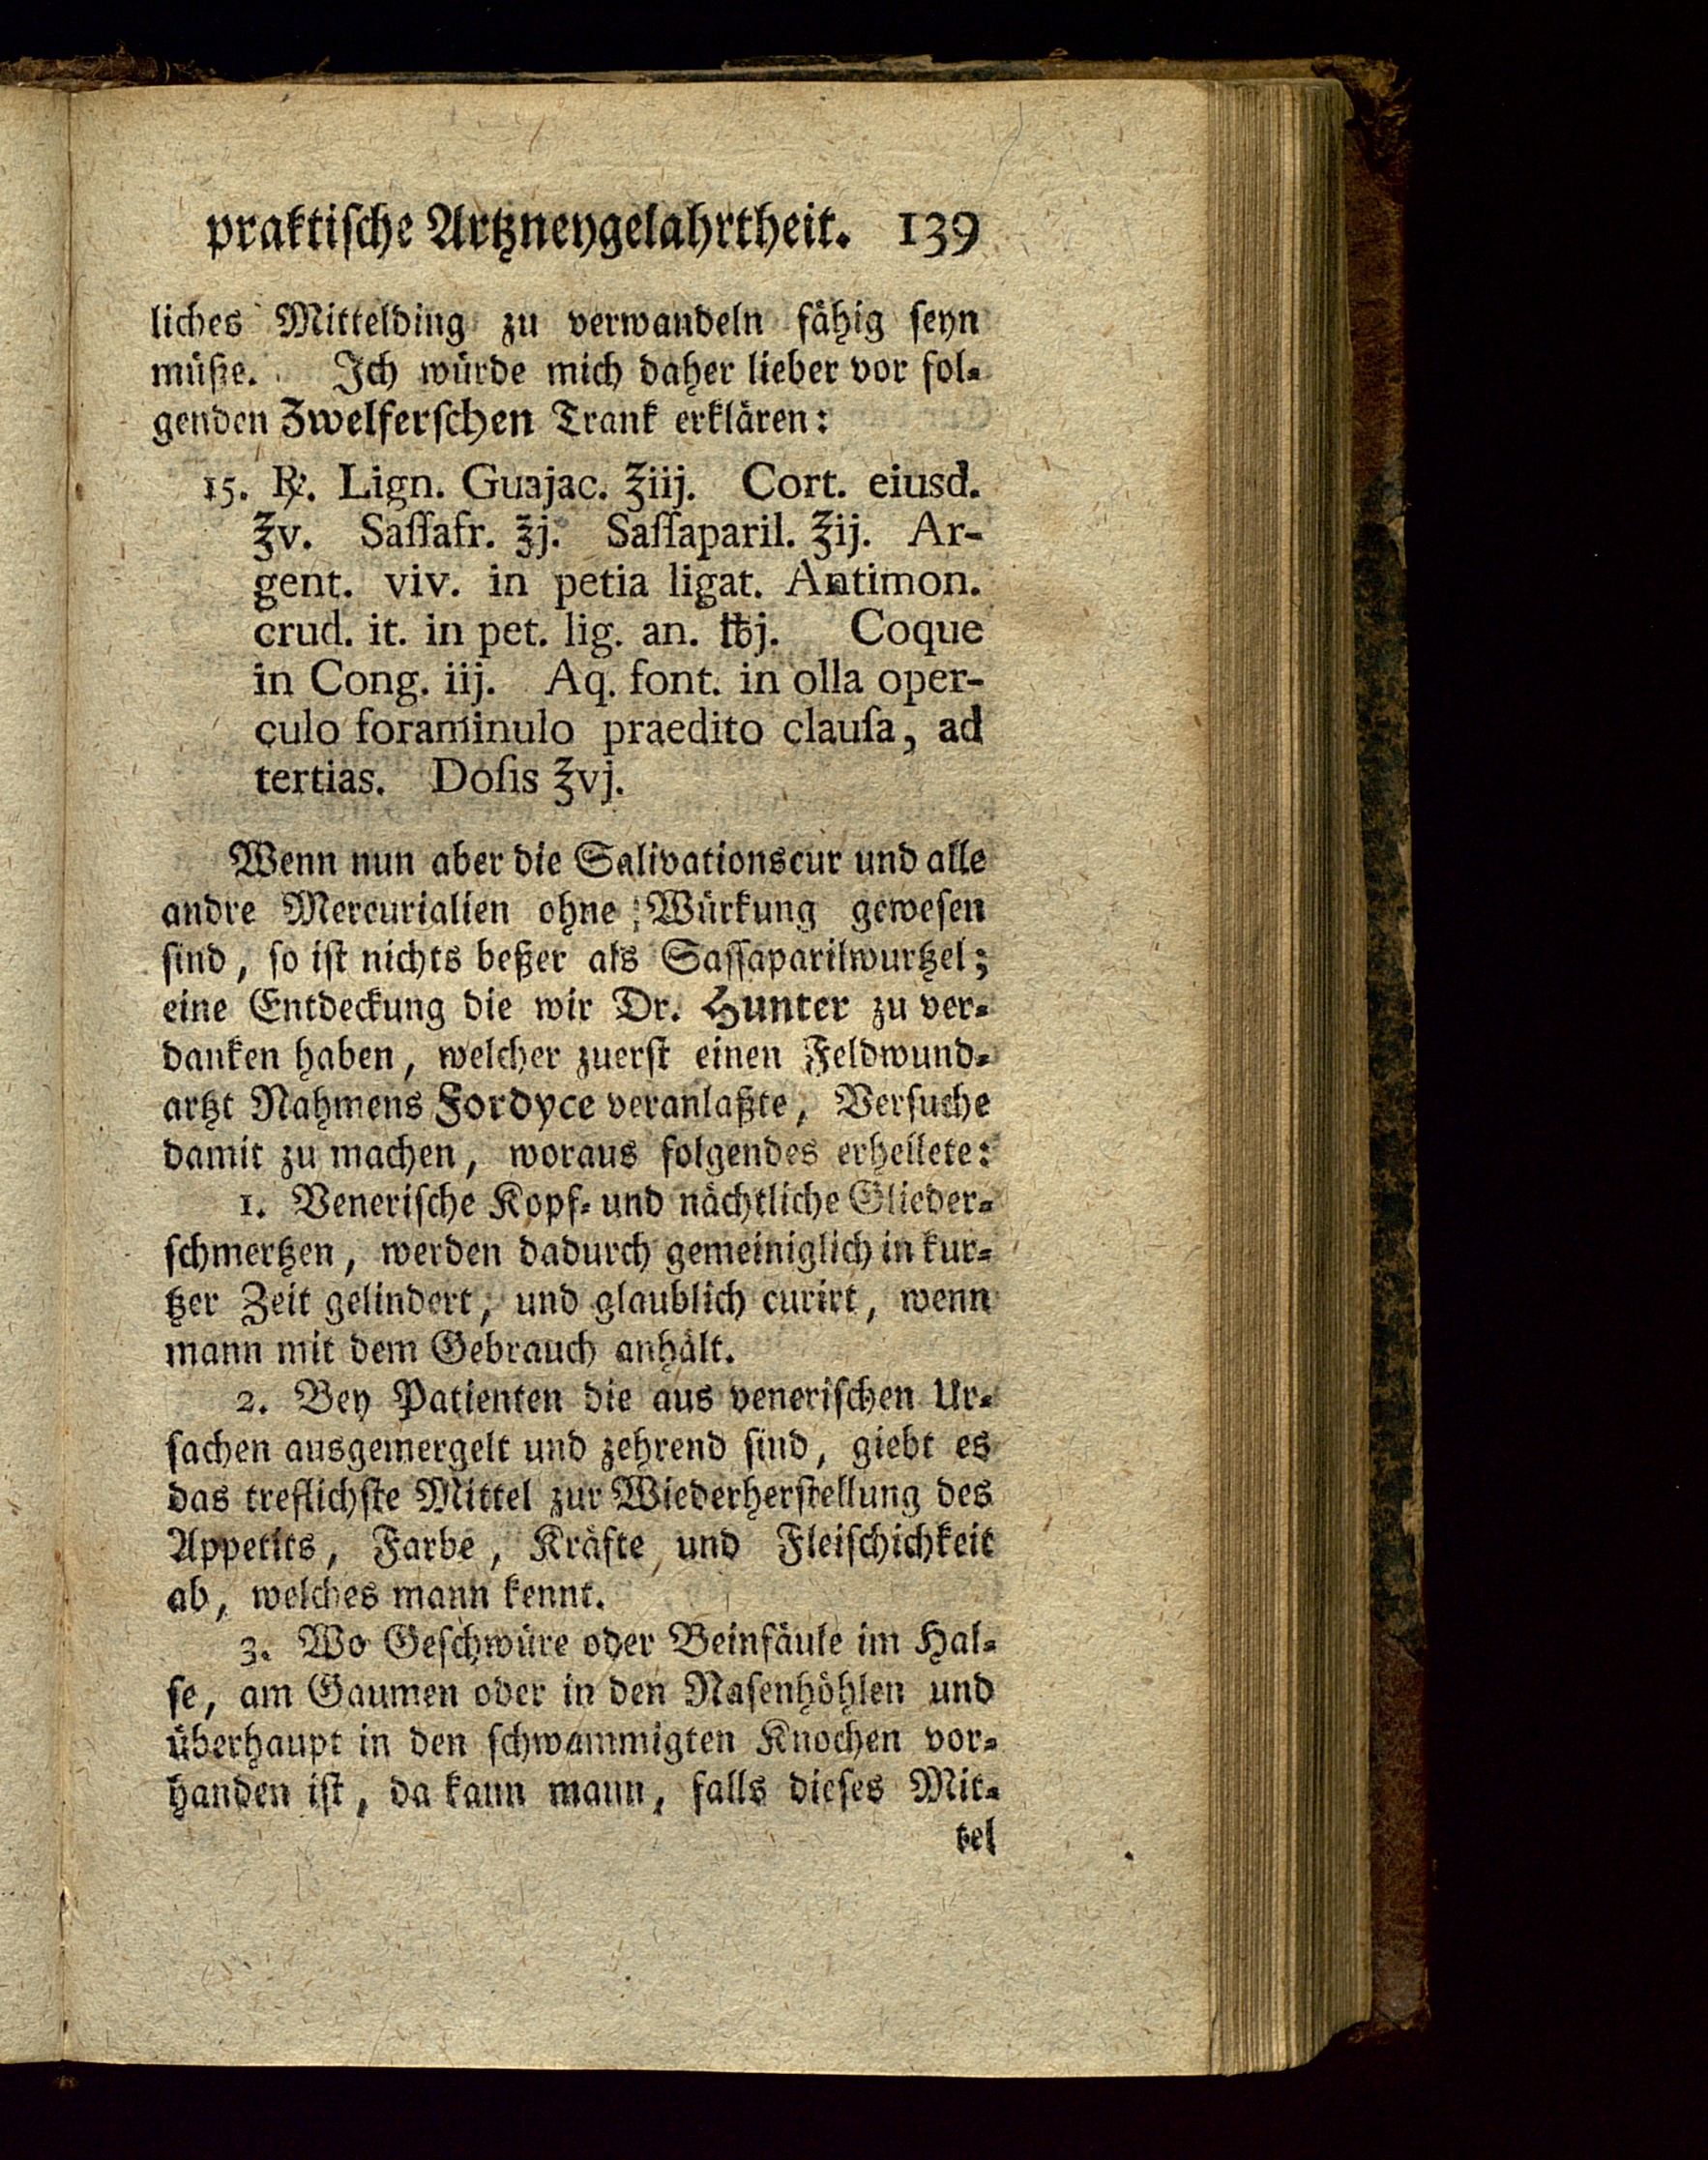 praktiſche Artzneygelahrtheit. 139
liches Mittelding zu verwandeln fähig ſeyn
müße. Ich würde mich daher lieber vor fol-
genden Zwelferſchen Trank erklären:
15. ℞. Lign. Guajac. ℥iij. Cort. eiusd.
℥v. Saſſafr. ℥j. Saſſaparil. ℥ij. Ar-
gent. viv. in petia ligat. Antimon.
crud. it. in pet. lig. an. ℔j. Coque
in Cong. iij. Aq. font. in olla oper-
culo foraminulo praedito clauſa, ad
tertias. Doſis ℥vj.
Wenn nun aber die Salivationscur und alle
andre Mercurialien ohne Würkung geweſen
ſind, ſo iſt nichts beßer als Saſſaparilwurtzel;
eine Entdeckung die wir Dr. Hunter zu ver-
danken haben, welcher zuerſt einen Feldwund-
artzt Nahmens Fordyce veranlaßte, Verſuche
damit zu machen, woraus folgendes erhellete:
1. Veneriſche Kopf- und nächtliche Glieder-
ſchmertzen, werden dadurch gemeiniglich in kur-
tzer Zeit gelindert, und glaublich curirt, wenn
mann mit dem Gebrauch anhält.
2. Bey Patienten die aus veneriſchen Ur-
ſachen ausgemergelt und zehrend ſind, giebt es
das treflichſte Mittel zur Wiederherſtellung des
Appetits, Farbe, Kräfte und Fleiſchichkeit
ab, welches mann kennt.
3. Wo Geſchwüre oder Beinfäule im Hal-
ſe, am Gaumen oder in den Naſenhöhlen und
überhaupt in den ſchwammigten Knochen vor-
handen iſt, da kann mann, falls dieſes Mit-
tel